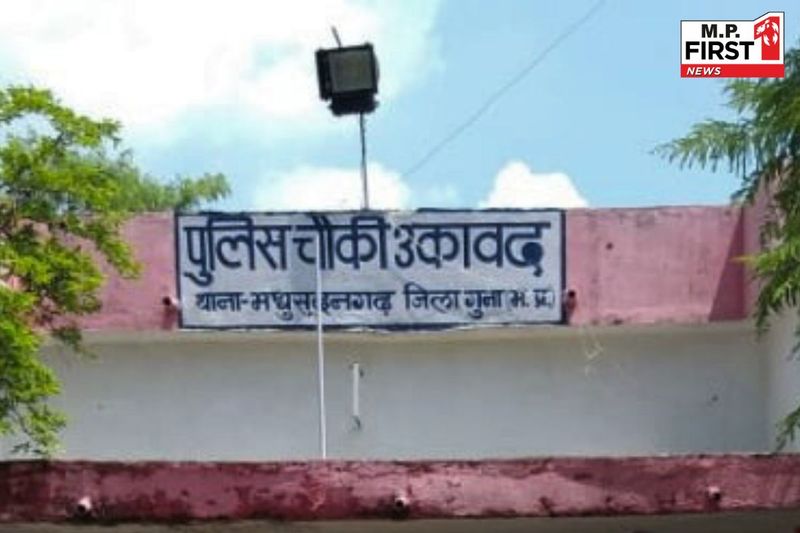 M.P.
FIRST
NEWS
पुलिस चौकी उकावद
थाना-मधुसूदनगढ़ जिला गुना (म. प्र.)